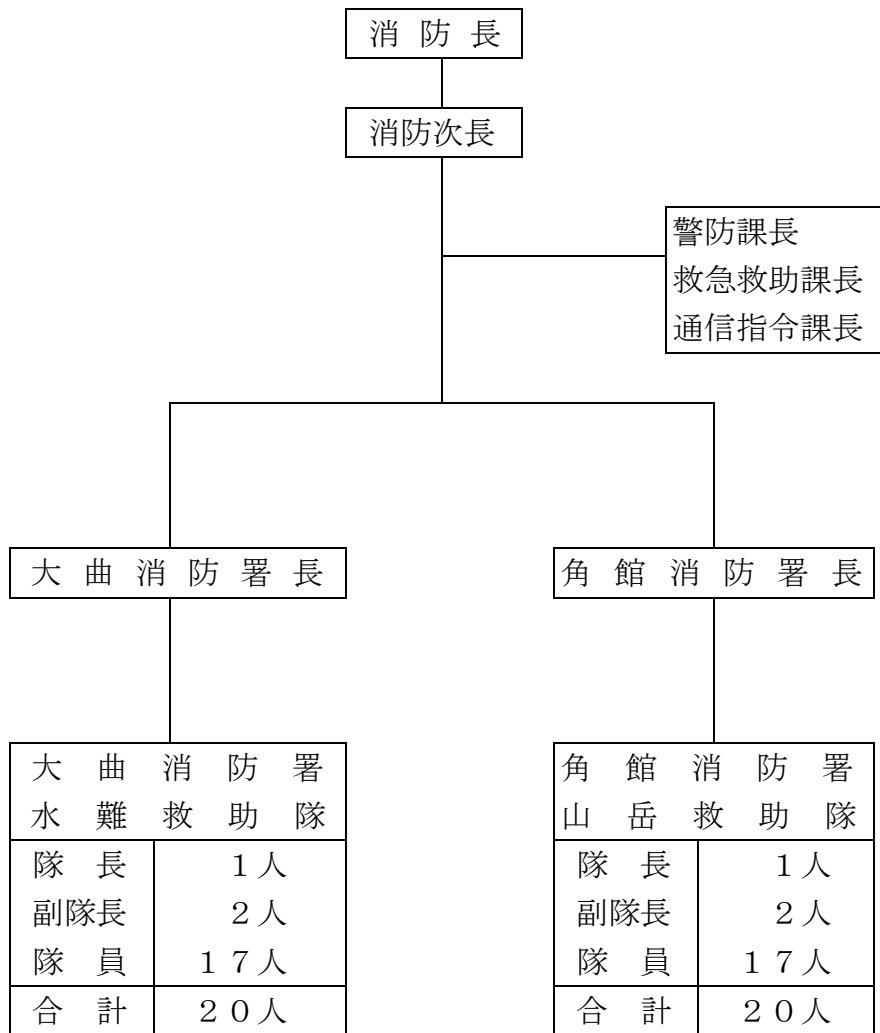 消防長
消防次長
警防課長
救急救助課長
通信指令課長
大曲消防署長
角館消防署長
大曲消防署
水難救助隊
隊長 １人
副隊長 ２人
隊員 １７人
合計 ２０人
角館消防署
山岳救助隊
隊長 １人
副隊長 ２人
隊員 １７人
合計 ２０人